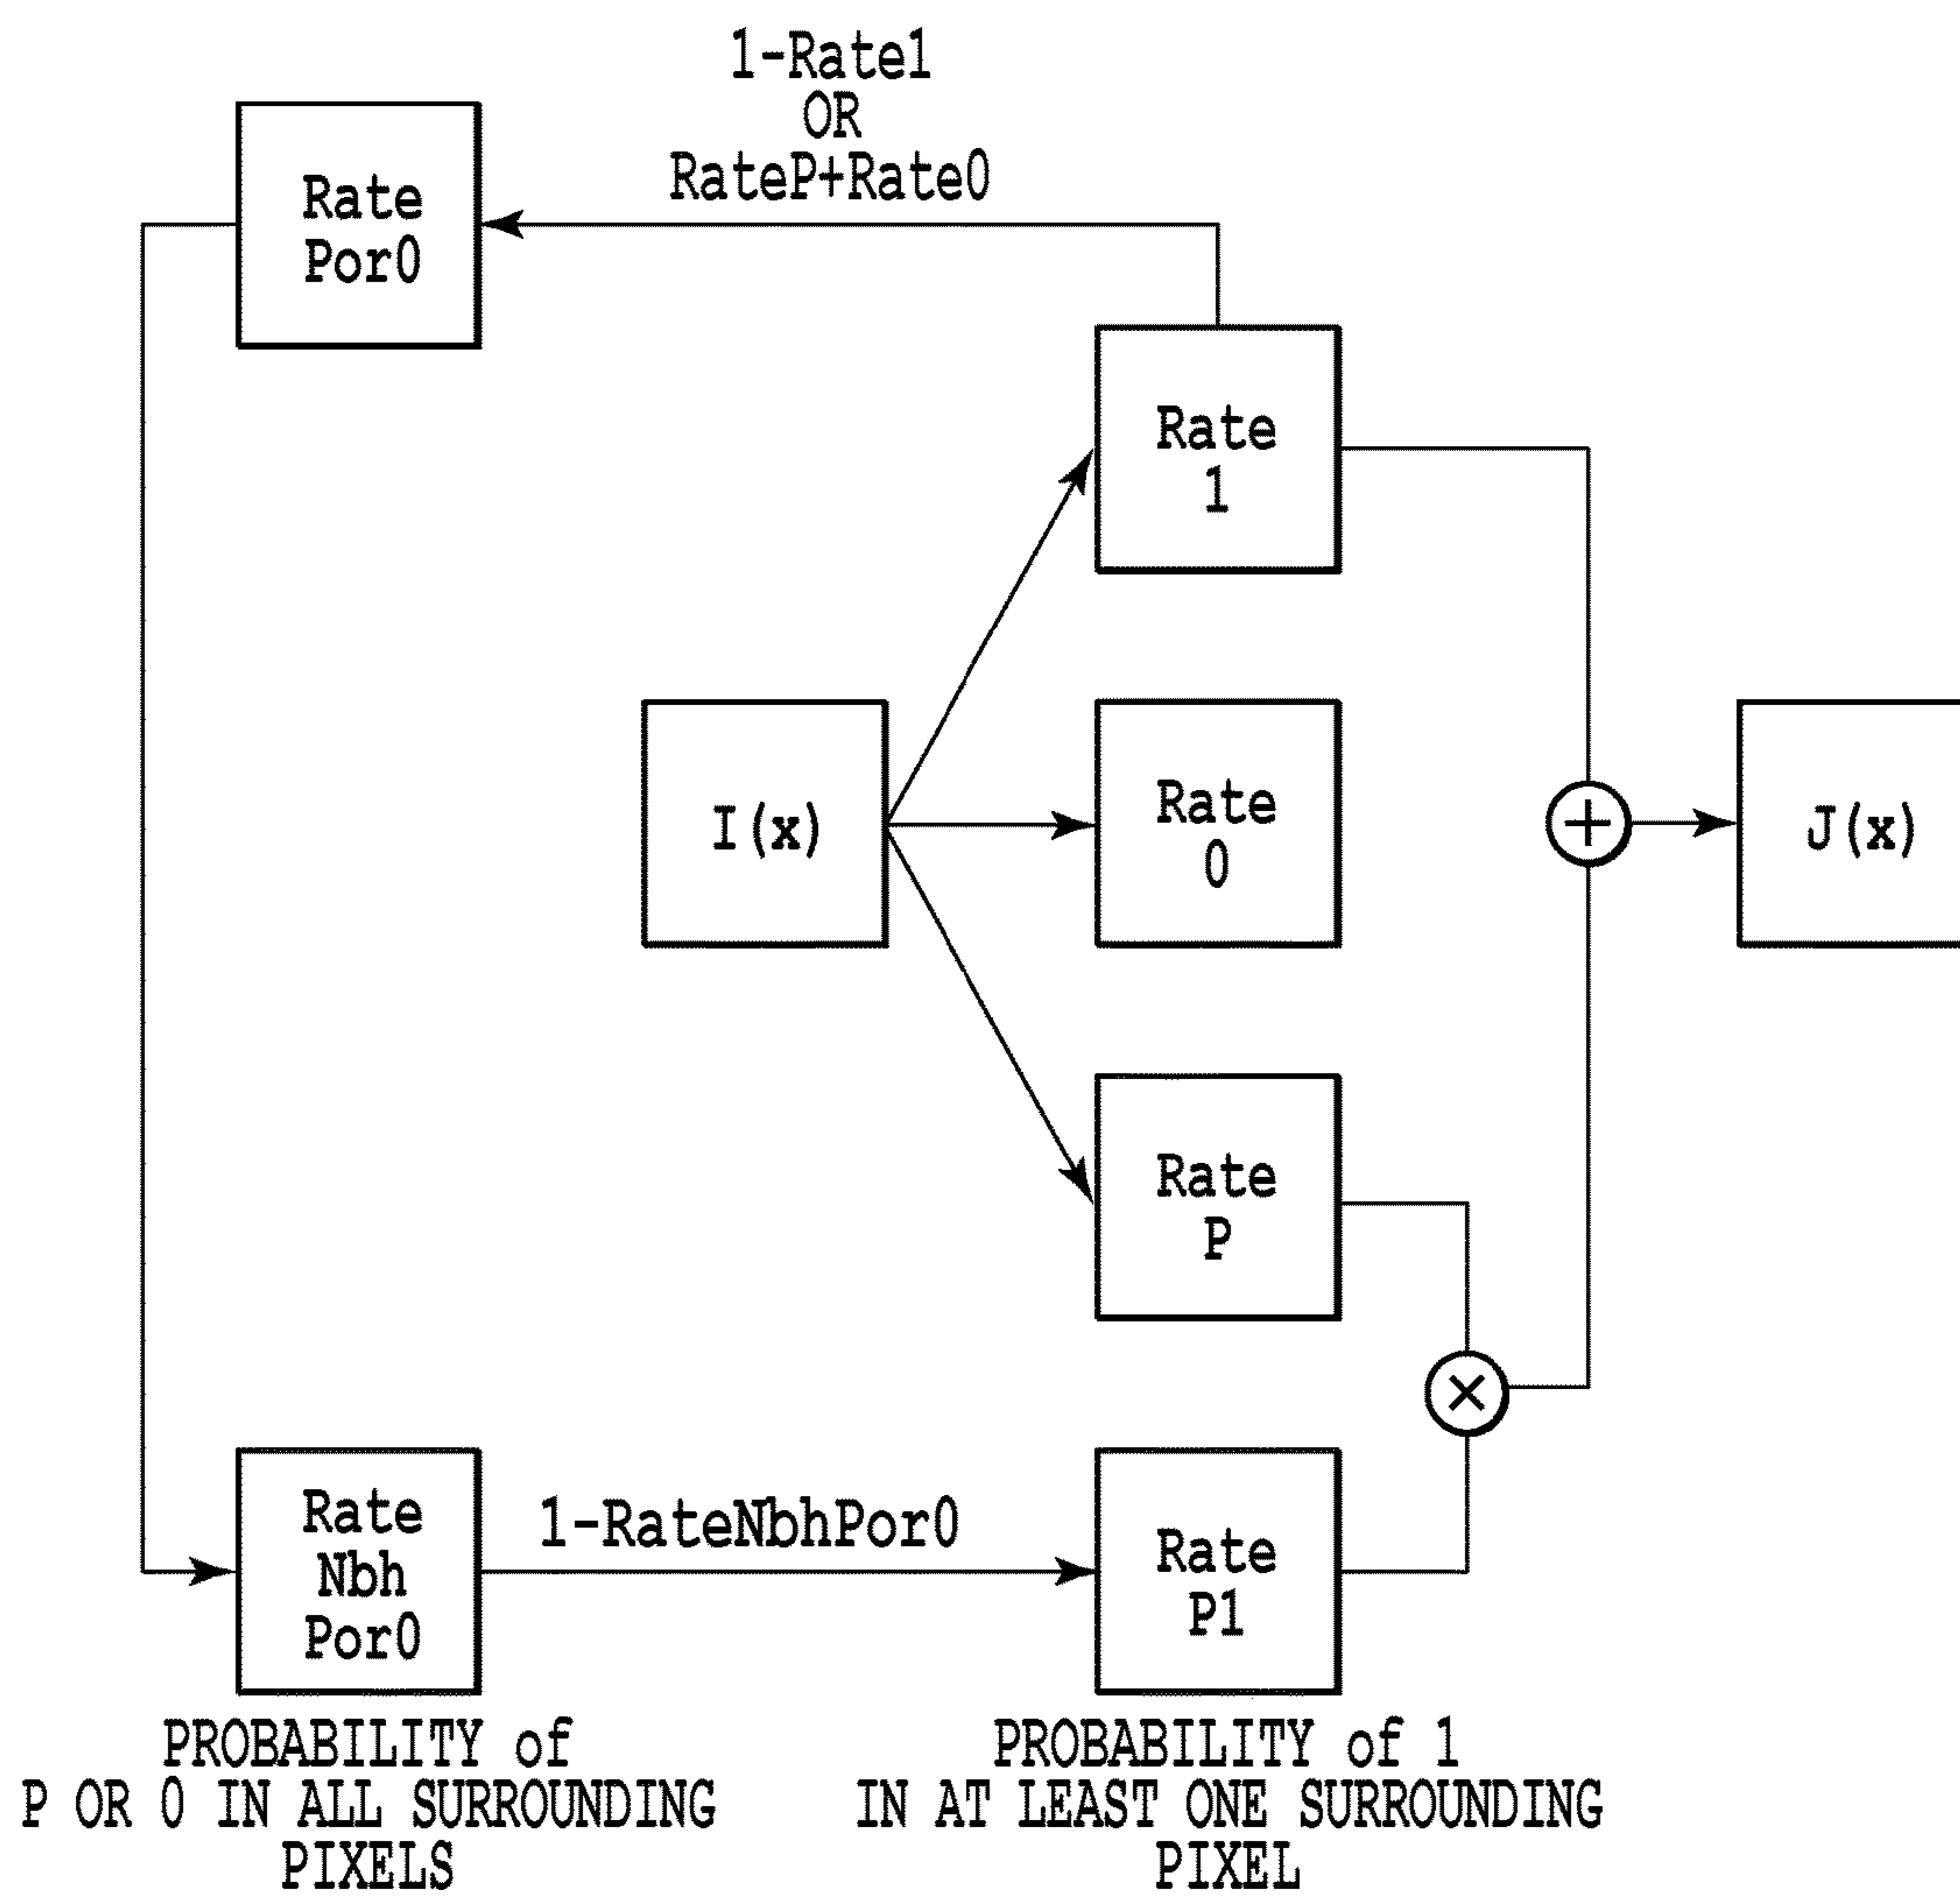 1-Rate1
OR
RateP+Rate0
Rate
Por0
Rate
1
I(x)
Rate
0
+
J(x)
Rate
P
×
Rate
Nbh
Por0
1-RateNbhPor0
Rate
P1
PROBABILITY of
P OR 0 IN ALL SURROUNDING
PIXELS
PROBABILITY of 1
IN AT LEAST ONE SURROUNDING
PIXEL